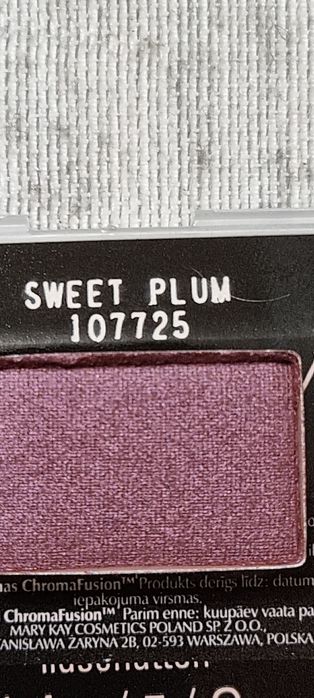 SWEET PLUM
107725
nas ChromaFusion™ Produkts derīgs līdz: datum
iepakojuma virsmas.
ChromaFusion™ Parim enne: kuupäev vaata pa
MARY KAY COSMETICS POLAND SP. Z O.O.,
ANISŁAWA ŻARYNA 2B, 02-593 WARSZAWA, POLSKA